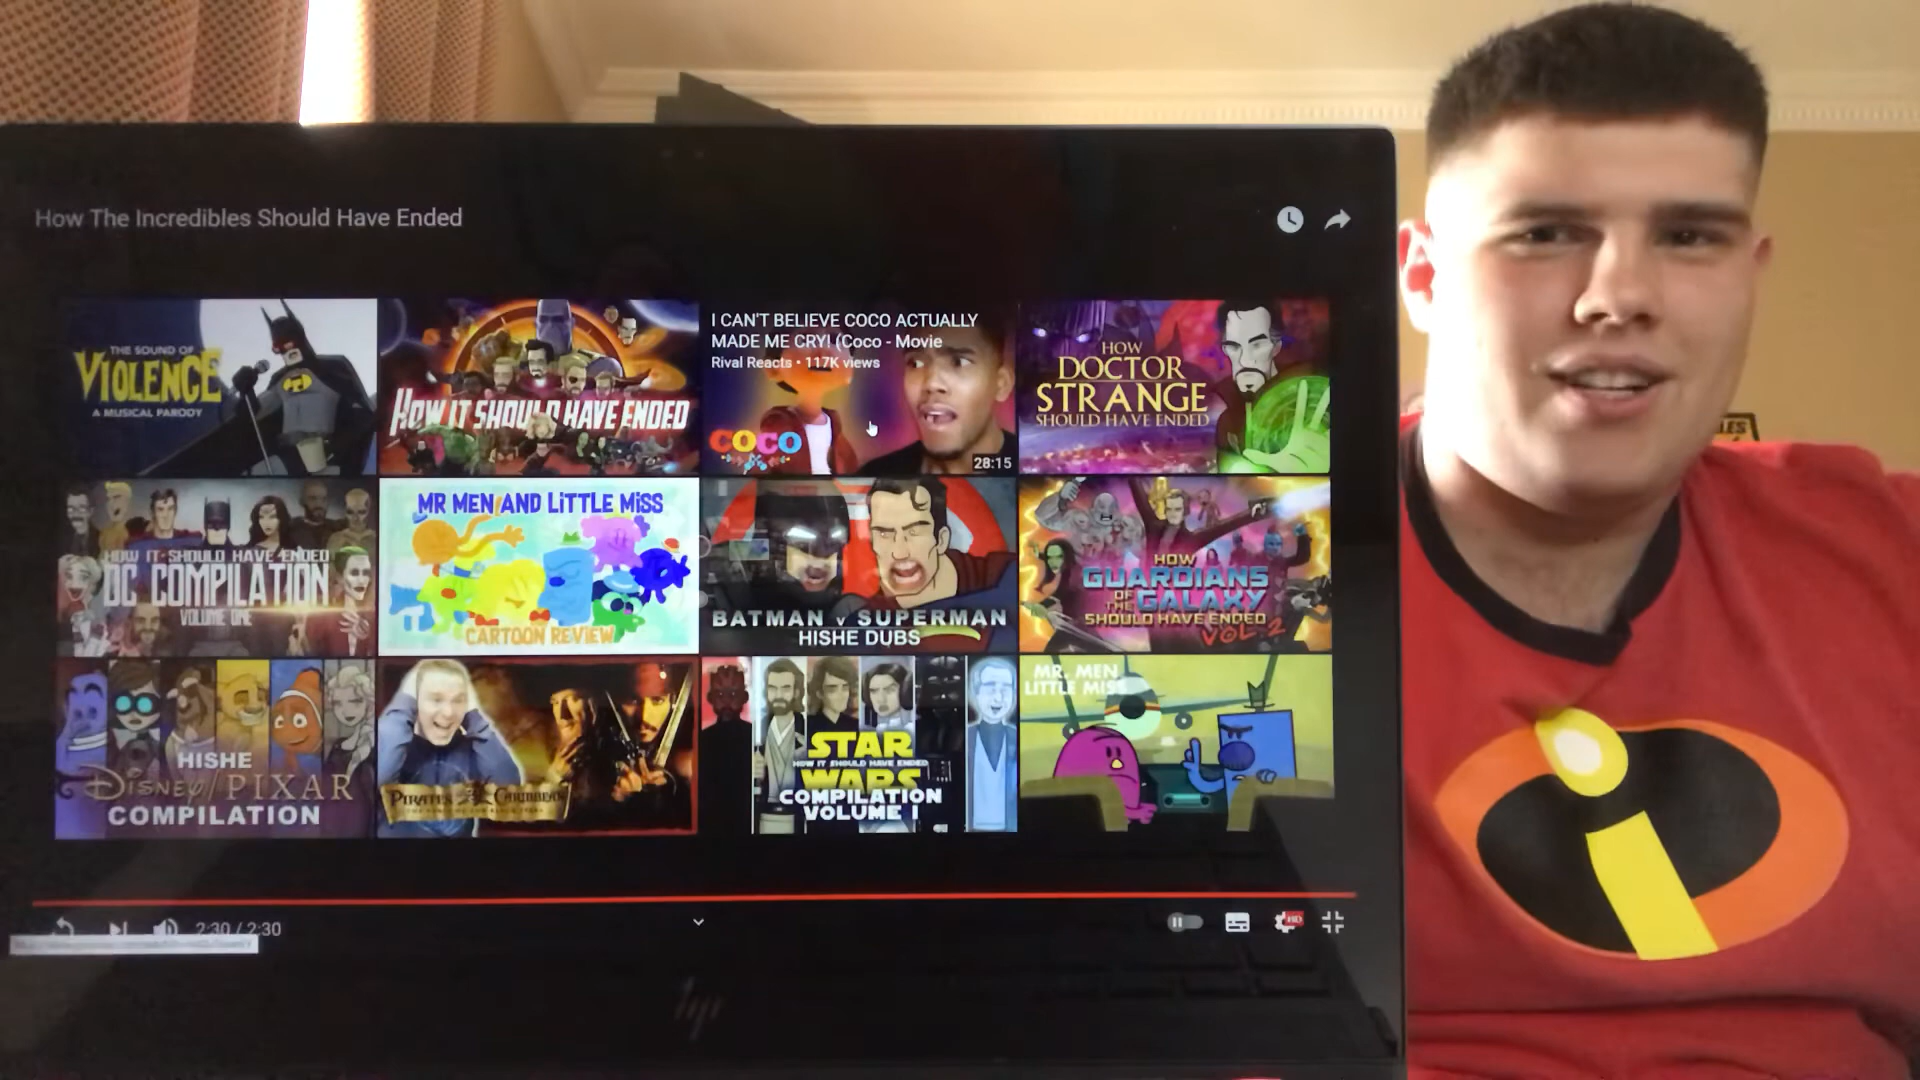 How The Incredibles Should Have Ended
THE SOUND OF
VIOLENCE
A MUSICAL PARODY
HOW IT SHOULD HAVE ENDED
I CAN'T BELIEVE COCO ACTUALLY
MADE ME CRY! (Coco - Movie
Rival Reacts • 117K views
COCO
28:15
HOW
DOCTOR
STRANGE
SHOULD HAVE ENDED
HOW IT SHOULD HAVE ENDED
DC COMPILATION
VOLUME ONE
MR MEN AND LITTLE MISS
CARTOON REVIEW
BATMAN v SUPERMAN
HISHE DUBS
HOW
GUARDIANS
OF THE GALAXY
SHOULD HAVE ENDED
VOL 2
HISHE
Disney/PIXAR
COMPILATION
PIRATES of the CARIBBEAN
STAR
HOW IT SHOULD HAVE ENDED
WARS
COMPILATION
VOLUME I
MR. MEN
LITTLE MISS
2:30 / 2:30
HD
hp
i